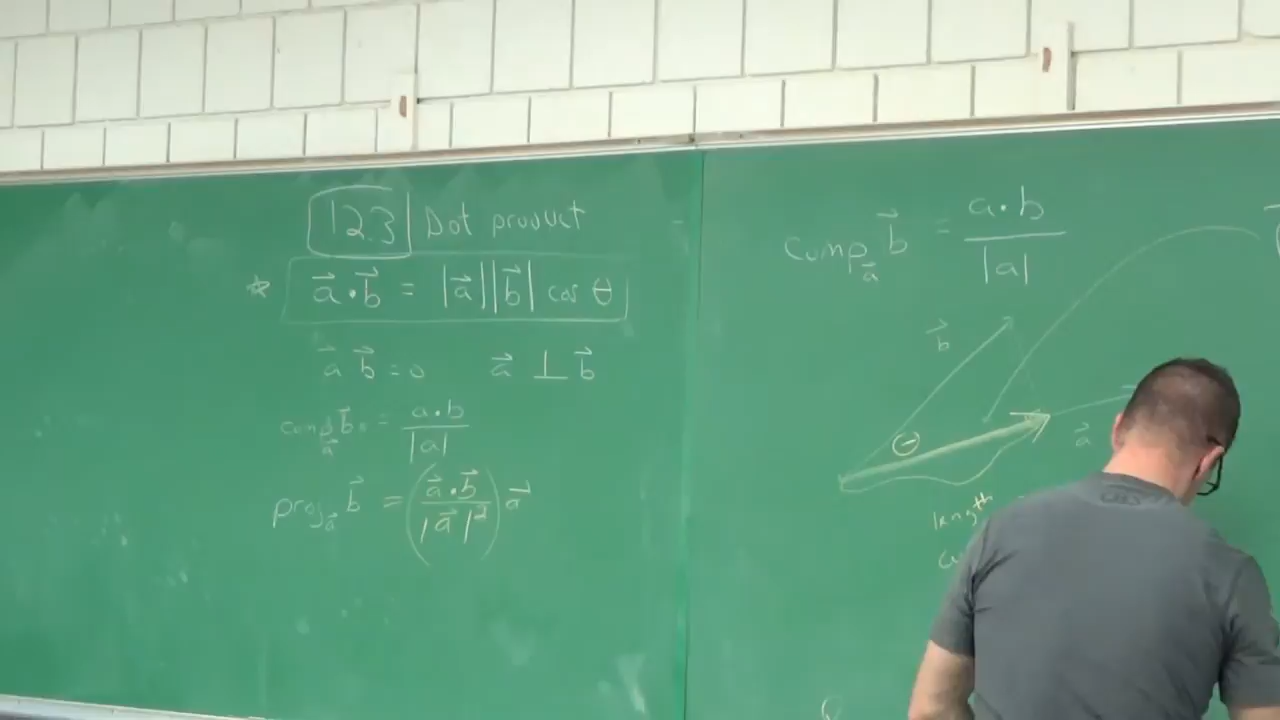 12.3 Dot product
☆ a⃗ · b⃗ = |a⃗||b⃗| cos θ
a⃗ b⃗ = 0 a⃗ ⊥ b⃗
comp_a⃗ b⃗ = a·b / |a|
proj_a⃗ b⃗ = (a⃗ · b⃗ / |a⃗|²) a⃗
comp_a⃗ b⃗ = a·b / |a|
b⃗
θ
a⃗
length